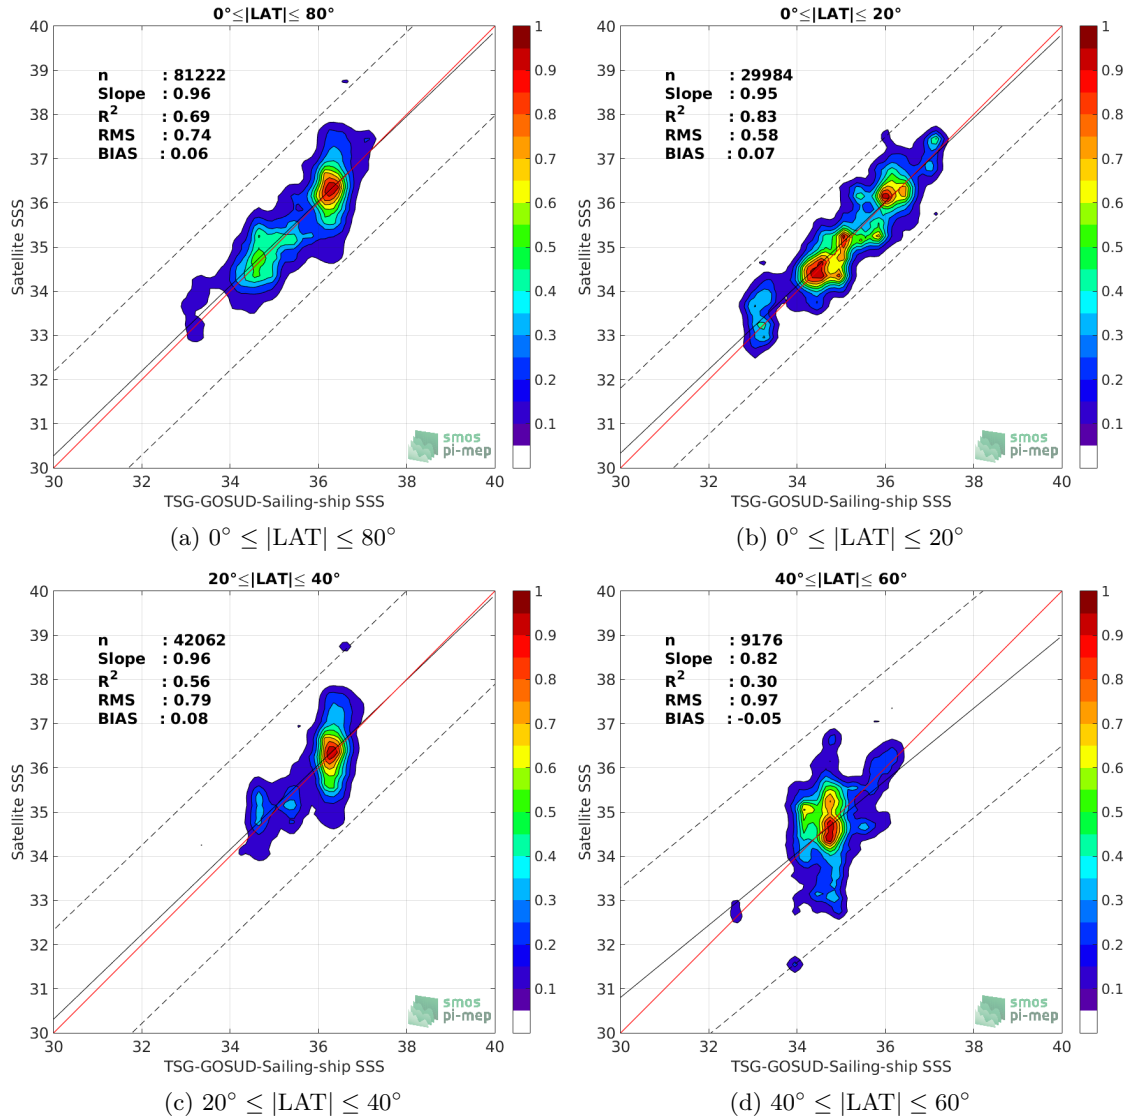 0°≤|LAT|≤ 80°
40
39
38
37
36
35
34
33
32
31
30
Satellite SSS
n : 81222
Slope : 0.96
R² : 0.69
RMS : 0.74
BIAS : 0.06
smos
pi-mep
30 32 34 36 38 40
TSG-GOSUD-Sailing-ship SSS
1
0.9
0.8
0.7
0.6
0.5
0.4
0.3
0.2
0.1
(a) 0° ≤ |LAT| ≤ 80°
0°≤|LAT|≤ 20°
40
39
38
37
36
35
34
33
32
31
30
Satellite SSS
n : 29984
Slope : 0.95
R² : 0.83
RMS : 0.58
BIAS : 0.07
smos
pi-mep
30 32 34 36 38 40
TSG-GOSUD-Sailing-ship SSS
1
0.9
0.8
0.7
0.6
0.5
0.4
0.3
0.2
0.1
(b) 0° ≤ |LAT| ≤ 20°
20°≤|LAT|≤ 40°
40
39
38
37
36
35
34
33
32
31
30
Satellite SSS
n : 42062
Slope : 0.96
R² : 0.56
RMS : 0.79
BIAS : 0.08
smos
pi-mep
30 32 34 36 38 40
TSG-GOSUD-Sailing-ship SSS
1
0.9
0.8
0.7
0.6
0.5
0.4
0.3
0.2
0.1
(c) 20° ≤ |LAT| ≤ 40°
40°≤|LAT|≤ 60°
40
39
38
37
36
35
34
33
32
31
30
Satellite SSS
n : 9176
Slope : 0.82
R² : 0.30
RMS : 0.97
BIAS : -0.05
smos
pi-mep
30 32 34 36 38 40
TSG-GOSUD-Sailing-ship SSS
1
0.9
0.8
0.7
0.6
0.5
0.4
0.3
0.2
0.1
(d) 40° ≤ |LAT| ≤ 60°